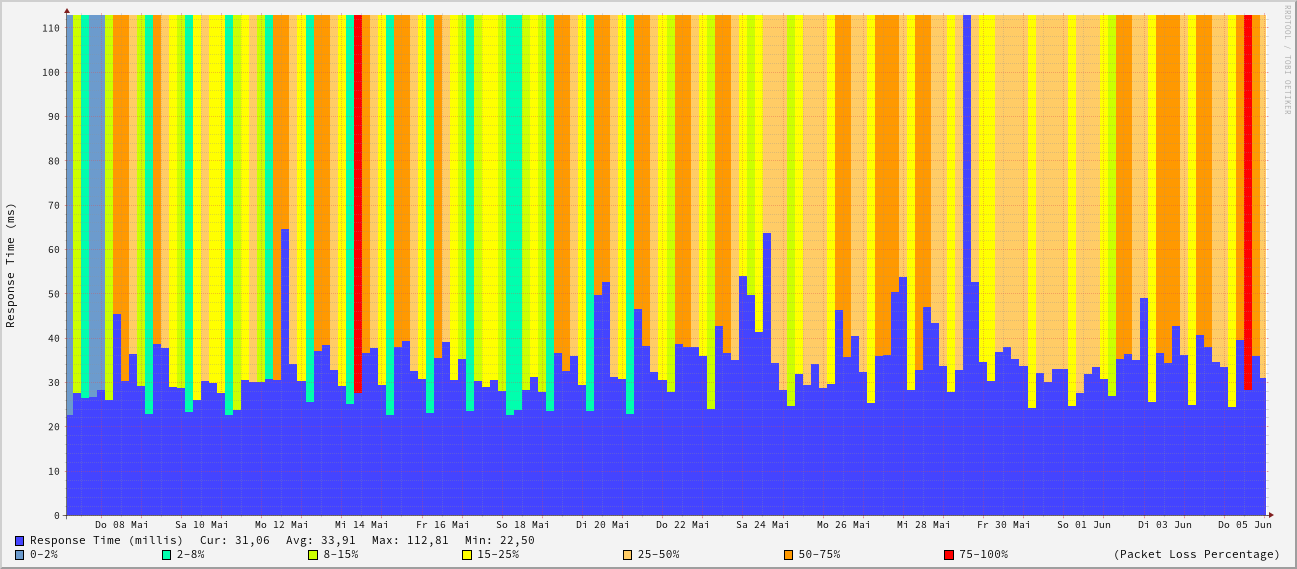 RRDTOOL / TOBI OETIKER
Response Time (ms)
110
100
90
80
70
60
50
40
30
20
10
0
Do 08 Mai Sa 10 Mai Mo 12 Mai Mi 14 Mai Fr 16 Mai So 18 Mai Di 20 Mai Do 22 Mai Sa 24 Mai Mo 26 Mai Mi 28 Mai Fr 30 Mai So 01 Jun Di 03 Jun Do 05 Jun
Response Time (millis) Cur: 31,06 Avg: 33,91 Max: 112,81 Min: 22,50
0-2% 2-8% 8-15% 15-25% 25-50% 50-75% 75-100% (Packet Loss Percentage)